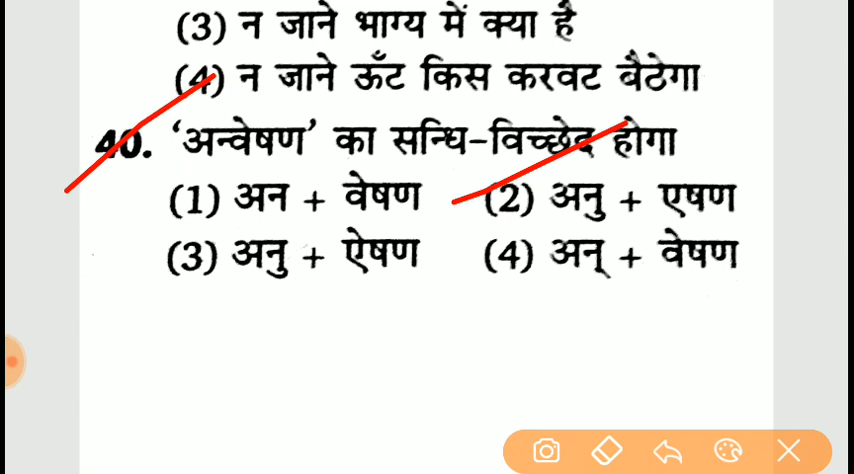 (3) न जाने भाग्य में क्या है
(4) न जाने ऊँट किस करवट बैठेगा
40. ‘अन्वेषण’ का सन्धि-विच्छेद होगा
(1) अन + वेषण (2) अनु + एषण
(3) अनु + ऐषण (4) अन् + वेषण